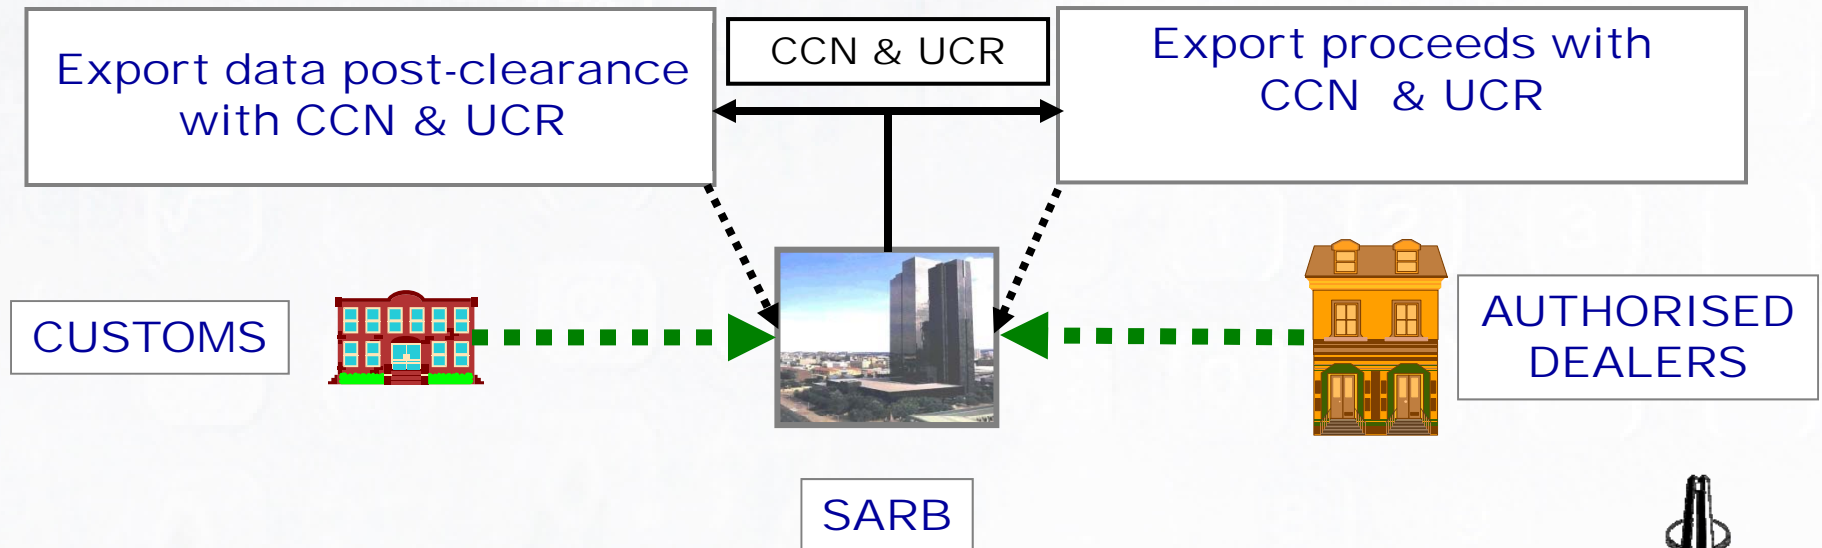 Export data post-clearance
with CCN & UCR
CCN & UCR
Export proceeds with
CCN & UCR
CUSTOMS
AUTHORISED
DEALERS
SARB